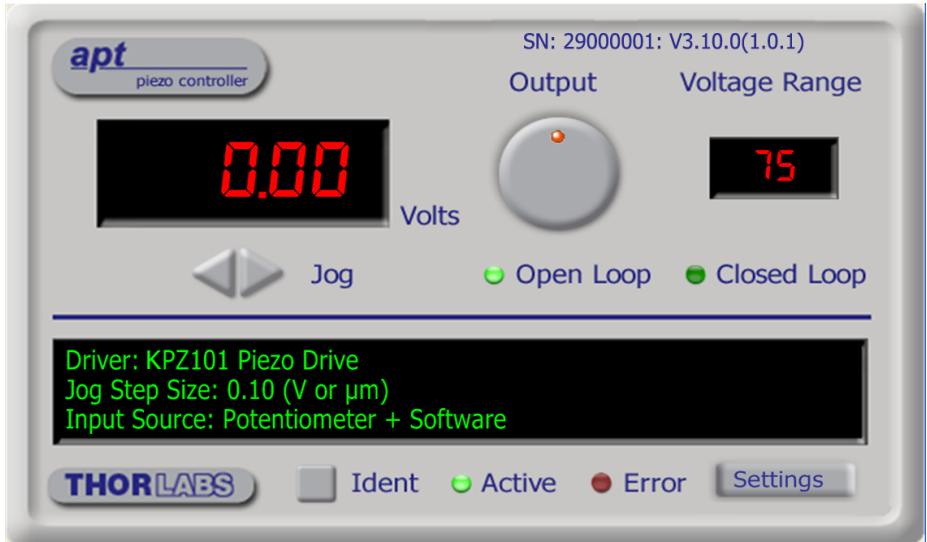 apt
piezo controller
SN: 29000001: V3.10.0(1.0.1)
Output
Voltage Range
0.00
75
Volts
Jog
Open Loop
Closed Loop
Driver: KPZ101 Piezo Drive
Jog Step Size: 0.10 (V or µm)
Input Source: Potentiometer + Software
THORLABS
Ident
Active
Error
Settings